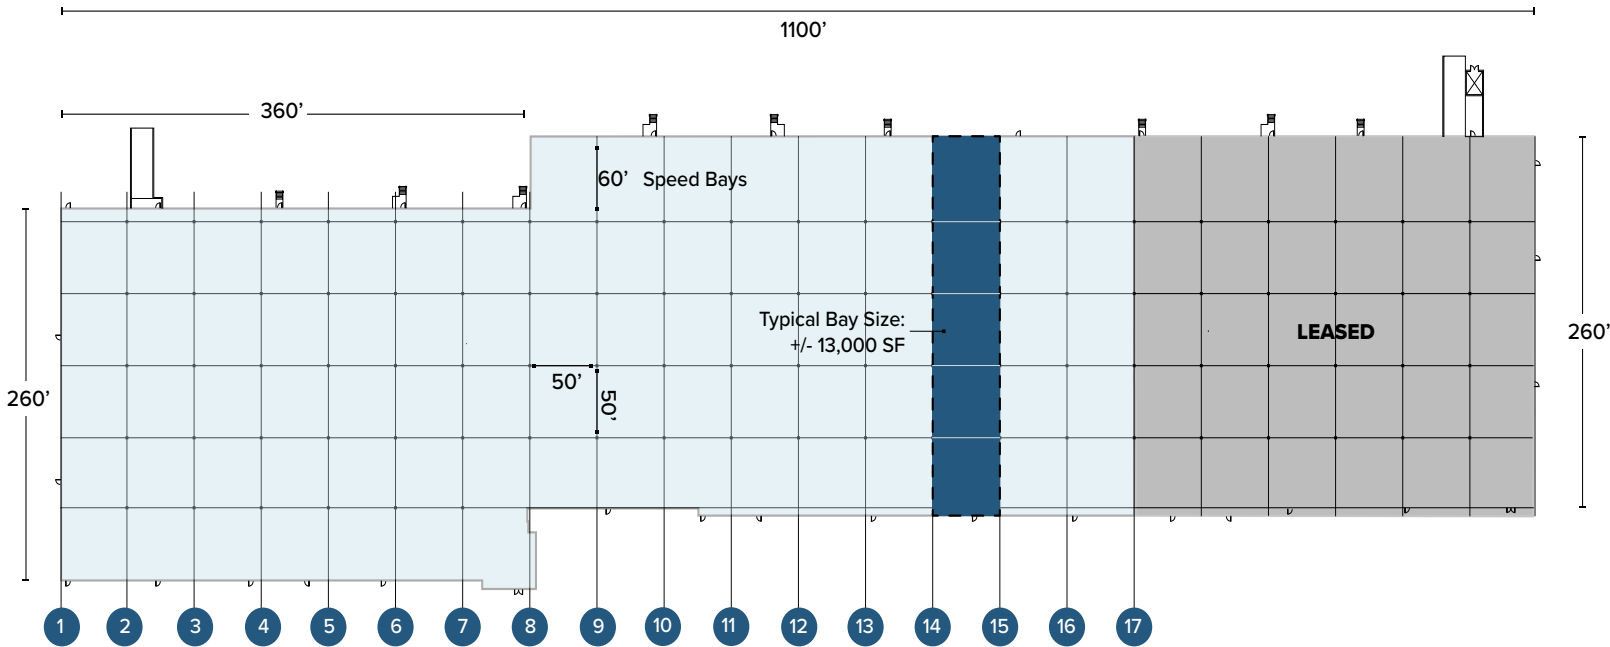 1100’
360’
60’ Speed Bays
Typical Bay Size:
+/- 13,000 SF
LEASED
260’
50’
50’
260’
1 2 3 4 5 6 7 8 9 10 11 12 13 14 15 16 17